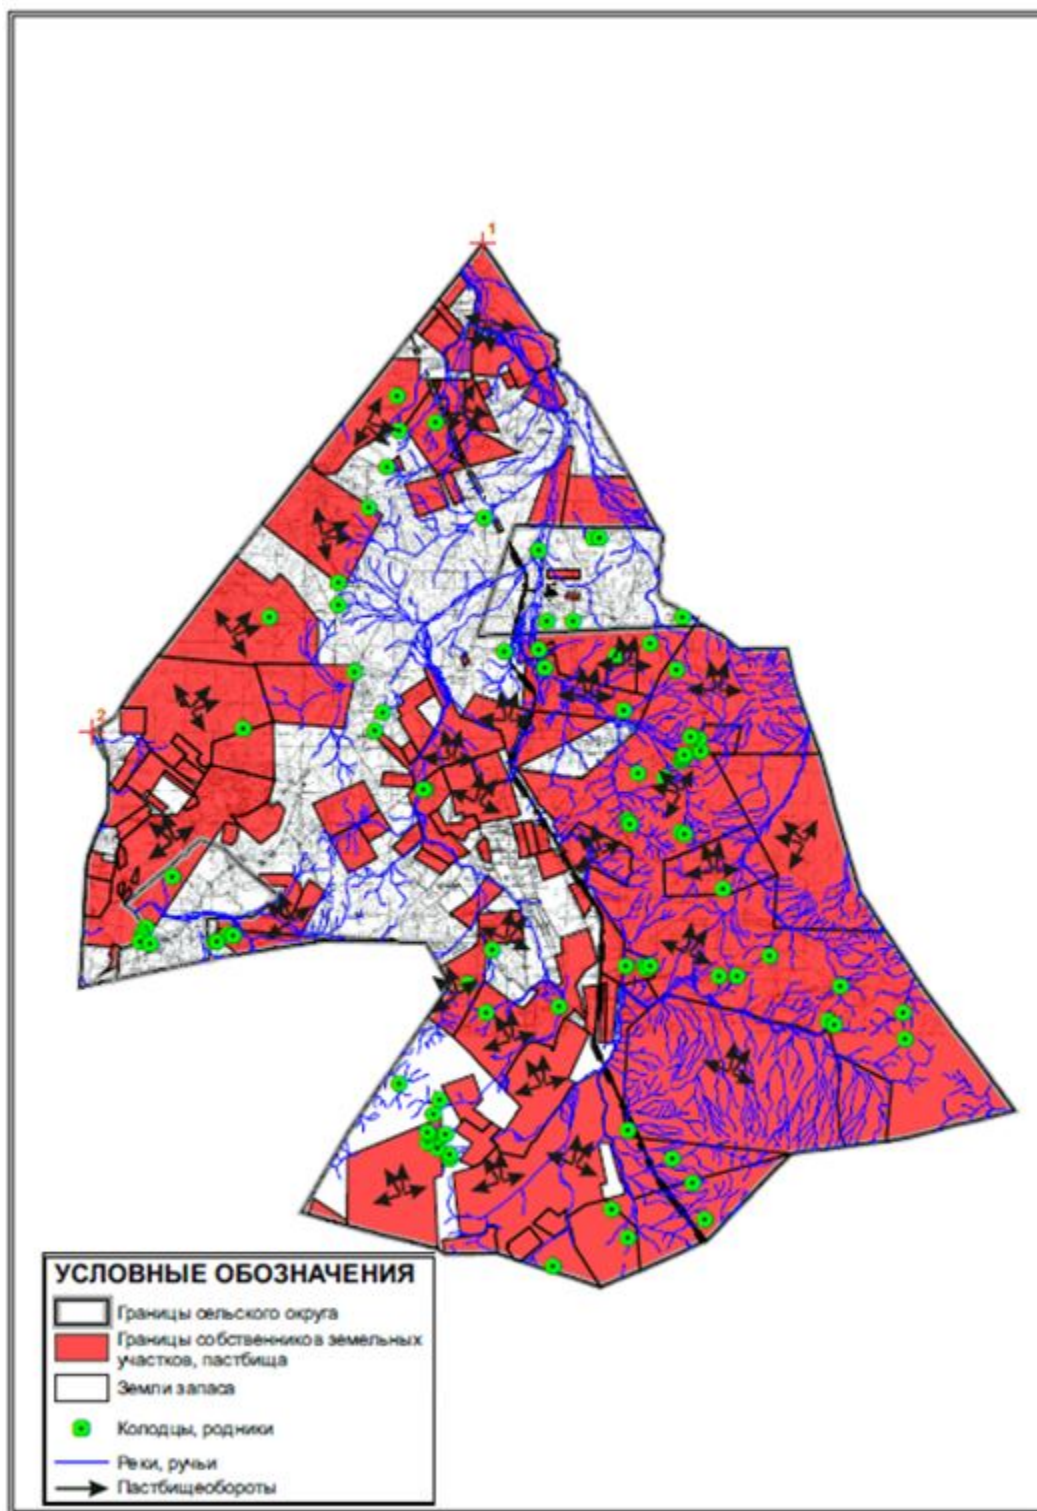 1
2
УСЛОВНЫЕ ОБОЗНАЧЕНИЯ
Границы сельского округа
Границы собственников земельных
участков, пастбища
Земли запаса
Колодцы, родники
Реки, ручьи
Пастбищеобороты